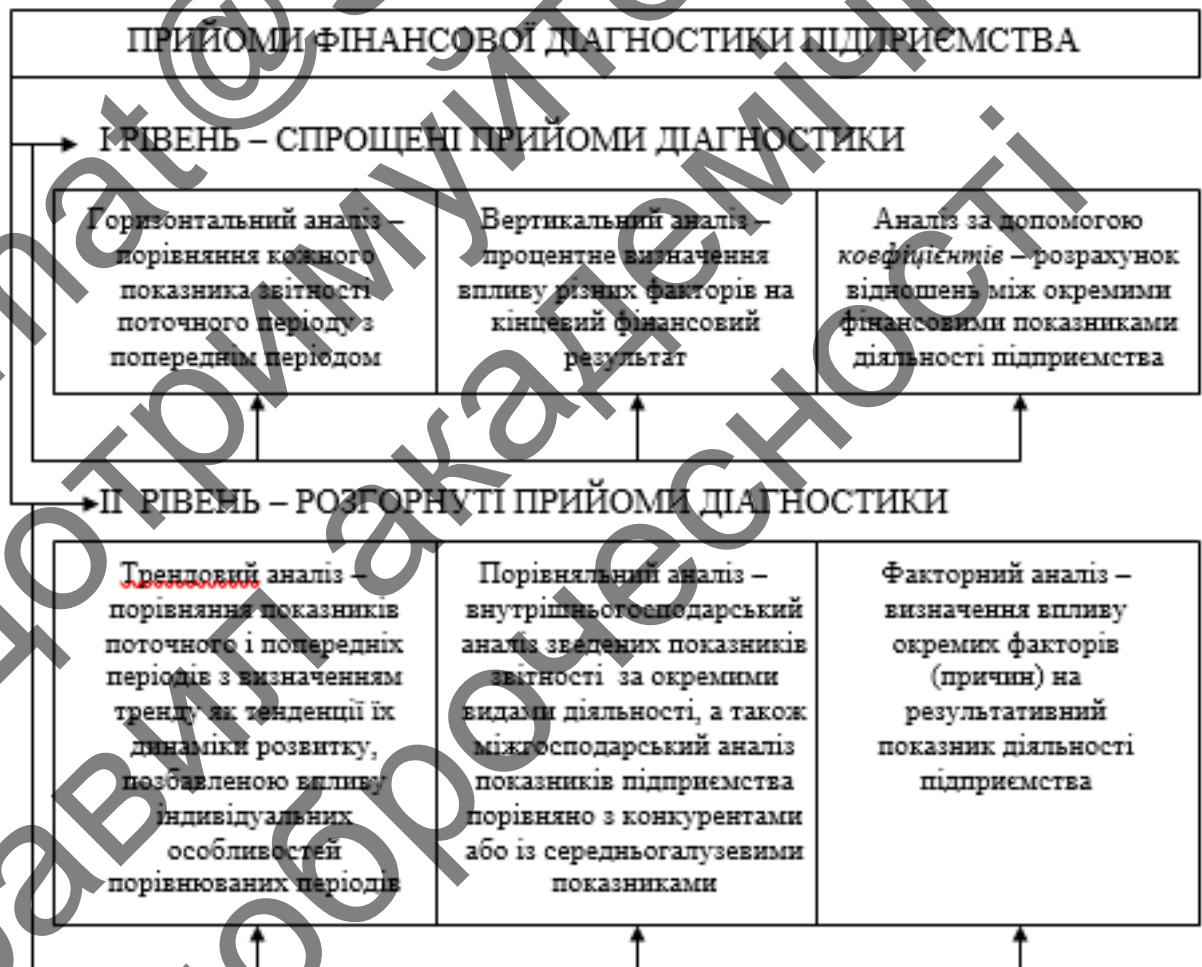 ПРИЙОМИ ФІНАНСОВОЇ ДІАГНОСТИКИ ПІДПРИЄМСТВА
І РІВЕНЬ – СПРОЩЕНІ ПРИЙОМИ ДІАГНОСТИКИ
Горизонтальний аналіз –
порівняння кожного
показника звітності
поточного періоду з
попереднім періодом
Вертикальний аналіз –
процентне визначення
впливу різних факторів на
кінцевий фінансовий
результат
Аналіз за допомогою
коефіцієнтів – розрахунок
відношень між окремими
фінансовими показниками
діяльності підприємства
ІІ РІВЕНЬ – РОЗГОРНУТІ ПРИЙОМИ ДІАГНОСТИКИ
Трендовий аналіз –
порівняння показників
поточного і попередніх
періодів з визначенням
тренду як тенденції їх
динаміки розвитку,
позбавленою впливу
індивідуальних
особливостей
порівнюваних періодів
Порівняльний аналіз –
внутрішньогосподарський
аналіз зведених показників
звітності за окремими
видами діяльності, а також
міжгосподарський аналіз
показників підприємства
порівняно з конкурентами
або із середньогалузевими
показниками
Факторний аналіз –
визначення впливу
окремих факторів
(причин) на
результативний
показник діяльності
підприємства
академічн
доброчесності